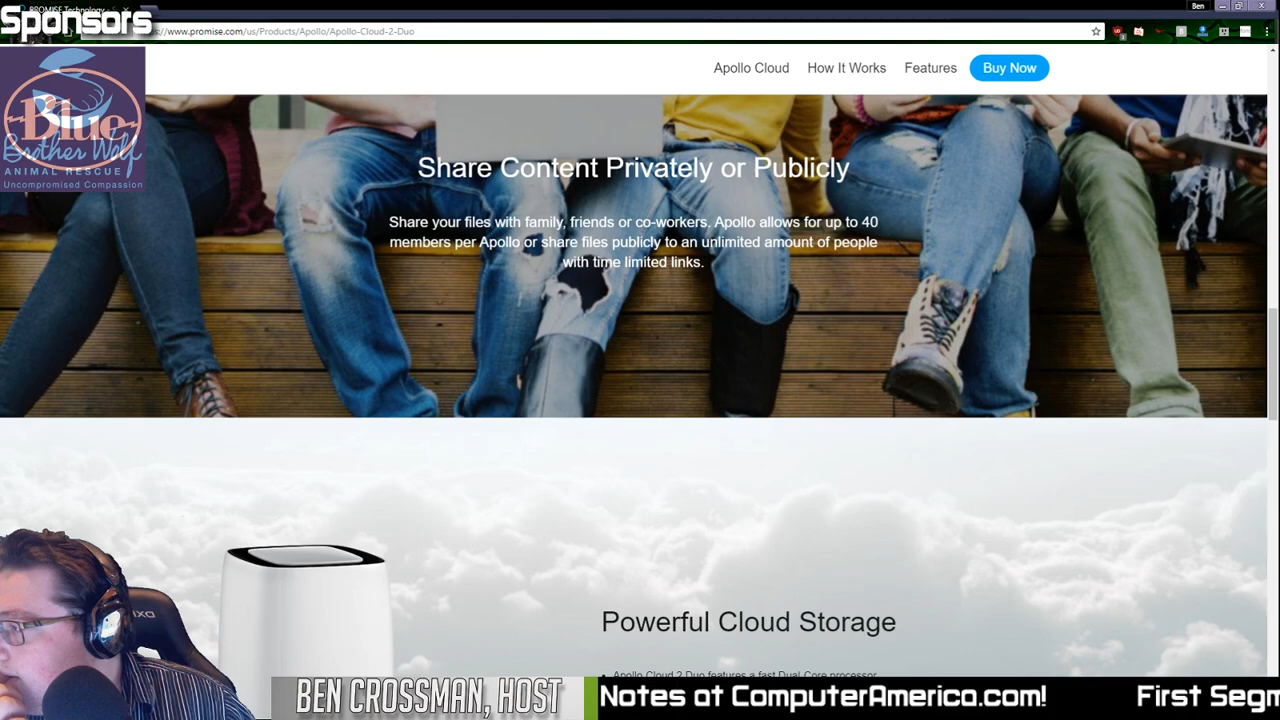 PROMISE Technology
Ben
Sponsors
www.promise.com/us/Products/Apollo/Apollo-Cloud-2-Duo
Apollo Cloud
How It Works
Features
Buy Now
Blue
Brother Wolf
ANIMAL RESCUE
Uncompromised Compassion
Share Content Privately or Publicly
Share your files with family, friends or co-workers. Apollo allows for up to 40
members per Apollo or share files publicly to an unlimited amount of people
with time limited links.
Powerful Cloud Storage
Apollo Cloud 2 Duo features a fast Dual Core processor
BEN CROSSMAN, HOST
Notes at ComputerAmerica.com!
First Segm